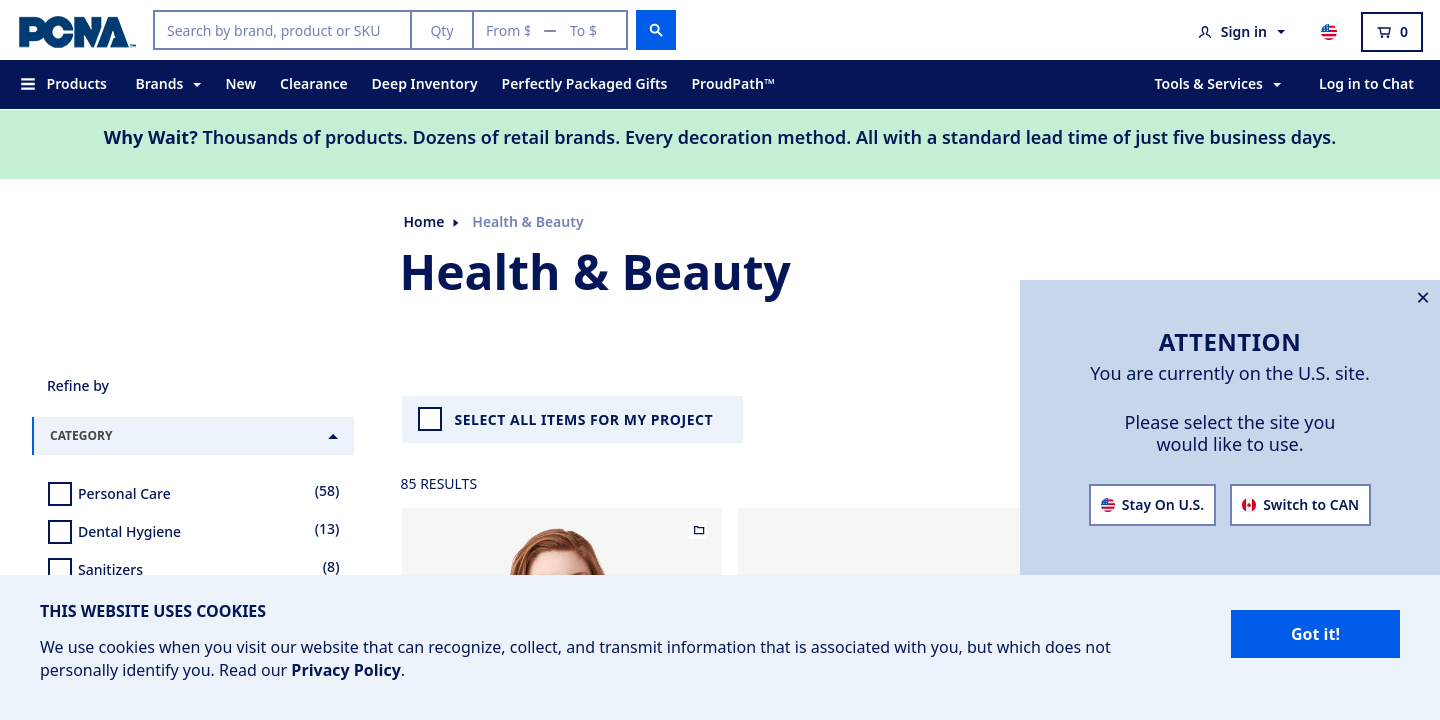 PCNA™
Search by brand, product or SKU
Qty
From $ — To $
Sign in
0
Products
Brands
New
Clearance
Deep Inventory
Perfectly Packaged Gifts
ProudPath™
Tools & Services
Log in to Chat
Why Wait? Thousands of products. Dozens of retail brands. Every decoration method. All with a standard lead time of just five business days.
Home
Health & Beauty
Health & Beauty
Refine by
CATEGORY
Personal Care (58)
Dental Hygiene (13)
Sanitizers (8)
SELECT ALL ITEMS FOR MY PROJECT
85 RESULTS
ATTENTION
You are currently on the U.S. site.
Please select the site you
would like to use.
Stay On U.S.
Switch to CAN
THIS WEBSITE USES COOKIES
We use cookies when you visit our website that can recognize, collect, and transmit information that is associated with you, but which does not
personally identify you. Read our Privacy Policy.
Got it!